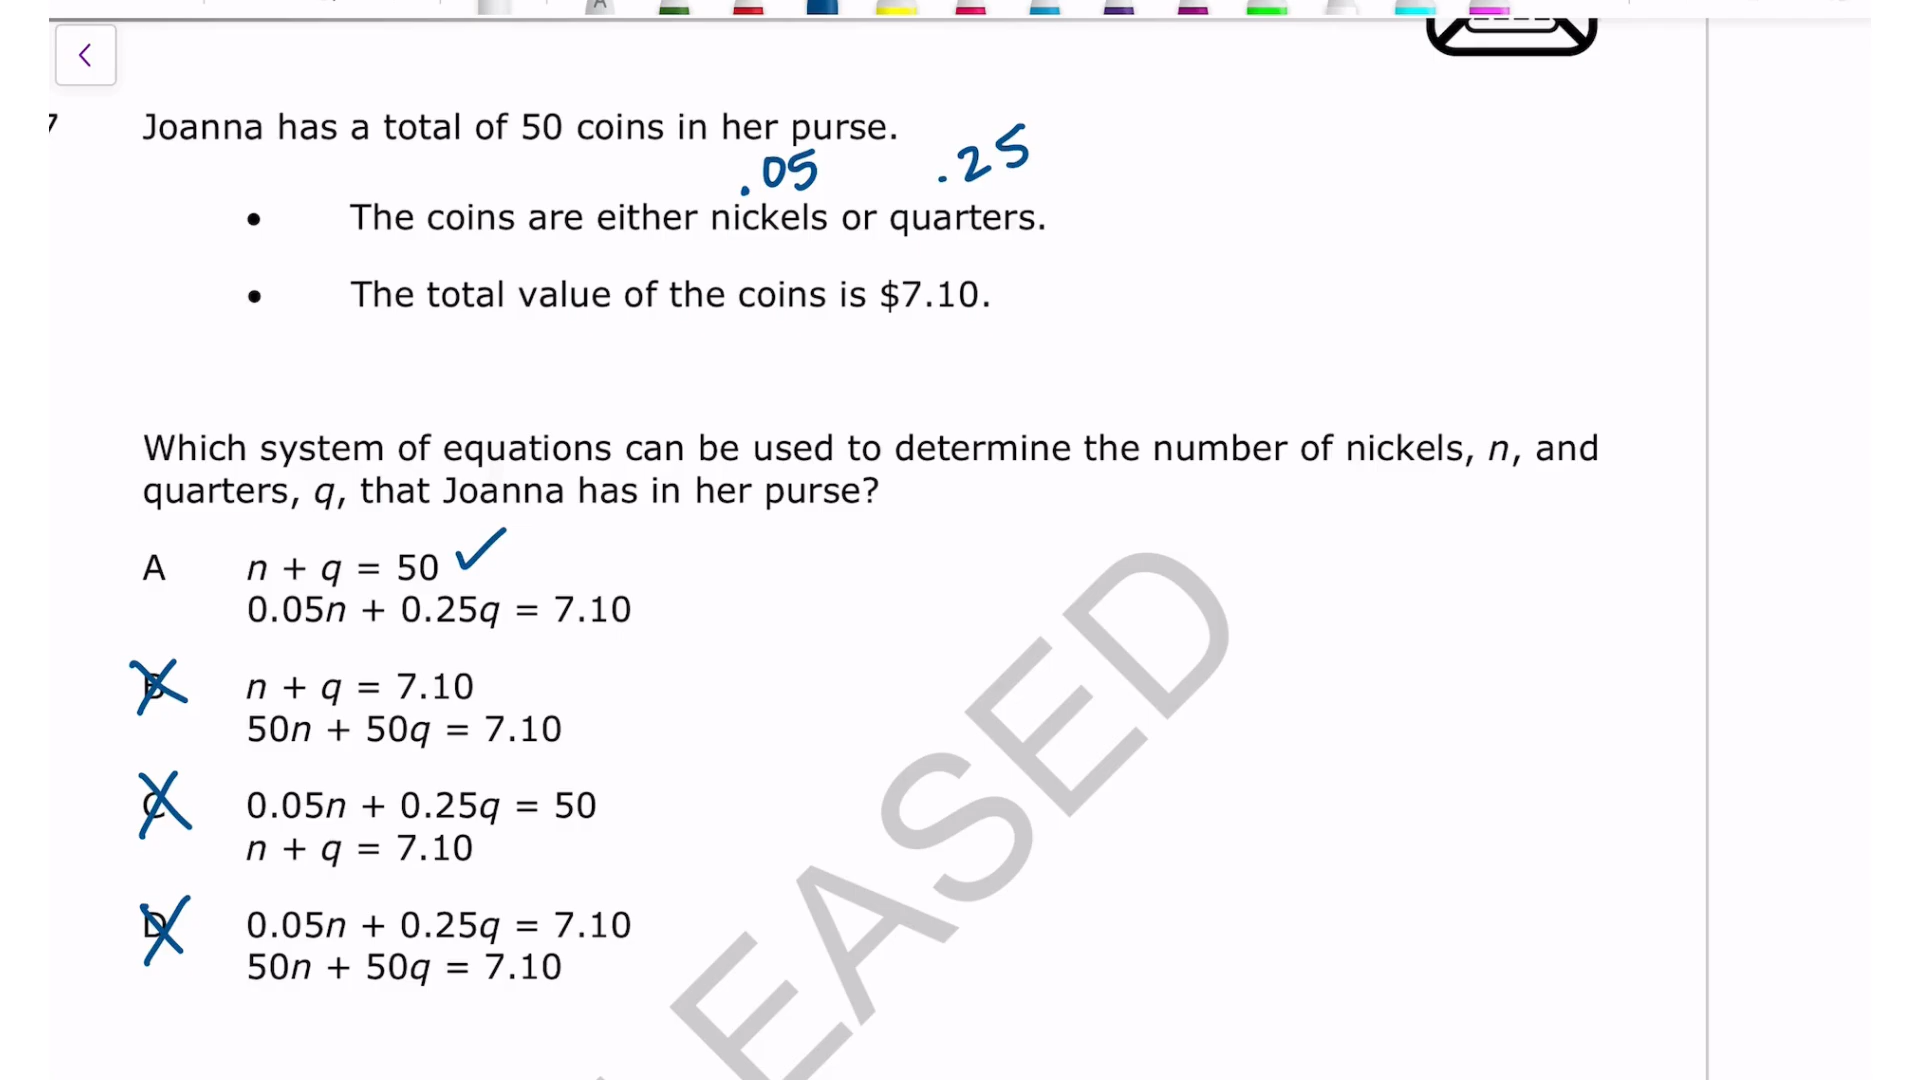 7 Joanna has a total of 50 coins in her purse.
.05 .25
• The coins are either nickels or quarters.
• The total value of the coins is $7.10.
Which system of equations can be used to determine the number of nickels, n, and
quarters, q, that Joanna has in her purse?
A n + q = 50 ✓
0.05n + 0.25q = 7.10
B n + q = 7.10
50n + 50q = 7.10
C 0.05n + 0.25q = 50
n + q = 7.10
D 0.05n + 0.25q = 7.10
50n + 50q = 7.10
EASED